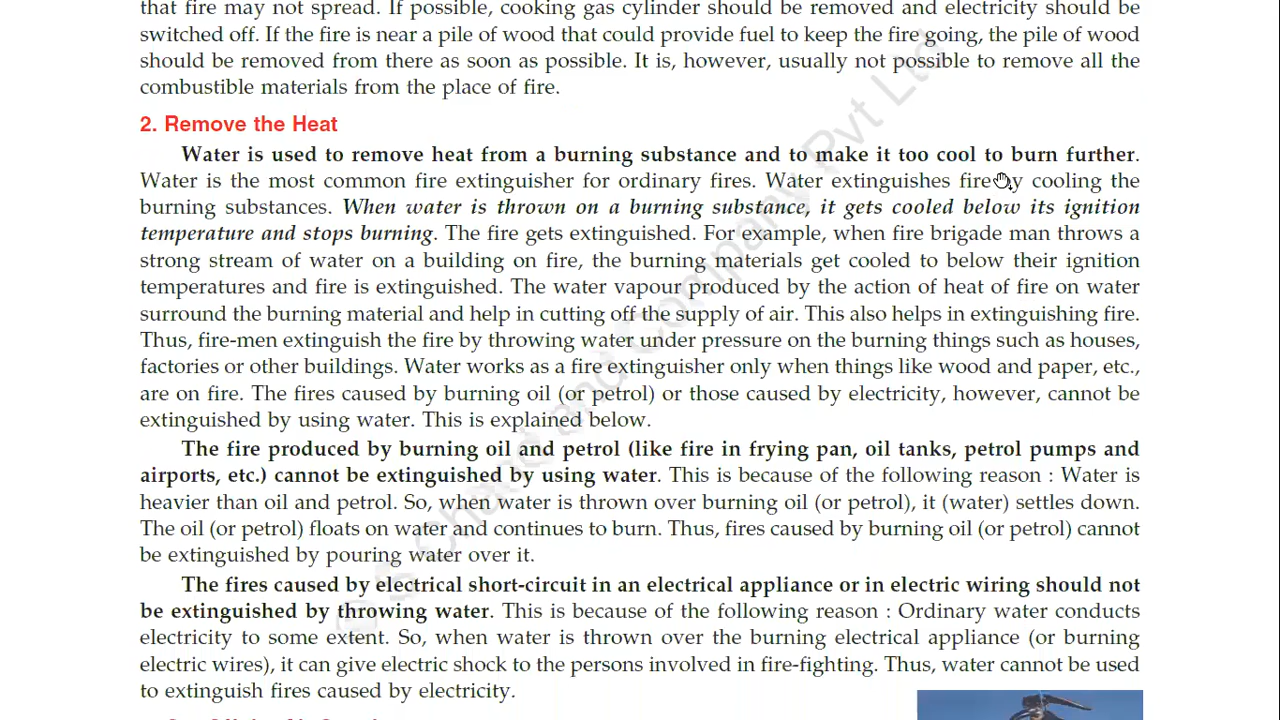 that fire may not spread. If possible, cooking gas cylinder should be removed and electricity should be
switched off. If the fire is near a pile of wood that could provide fuel to keep the fire going, the pile of wood
should be removed from there as soon as possible. It is, however, usually not possible to remove all the
combustible materials from the place of fire.
2. Remove the Heat
Water is used to remove heat from a burning substance and to make it too cool to burn further.
Water is the most common fire extinguisher for ordinary fires. Water extinguishes fire by cooling the
burning substances. When water is thrown on a burning substance, it gets cooled below its ignition
temperature and stops burning. The fire gets extinguished. For example, when fire brigade man throws a
strong stream of water on a building on fire, the burning materials get cooled to below their ignition
temperatures and fire is extinguished. The water vapour produced by the action of heat of fire on water
surround the burning material and help in cutting off the supply of air. This also helps in extinguishing fire.
Thus, fire-men extinguish the fire by throwing water under pressure on the burning things such as houses,
factories or other buildings. Water works as a fire extinguisher only when things like wood and paper, etc.,
are on fire. The fires caused by burning oil (or petrol) or those caused by electricity, however, cannot be
extinguished by using water. This is explained below.
The fire produced by burning oil and petrol (like fire in frying pan, oil tanks, petrol pumps and
airports, etc.) cannot be extinguished by using water. This is because of the following reason : Water is
heavier than oil and petrol. So, when water is thrown over burning oil (or petrol), it (water) settles down.
The oil (or petrol) floats on water and continues to burn. Thus, fires caused by burning oil (or petrol) cannot
be extinguished by pouring water over it.
The fires caused by electrical short-circuit in an electrical appliance or in electric wiring should not
be extinguished by throwing water. This is because of the following reason : Ordinary water conducts
electricity to some extent. So, when water is thrown over the burning electrical appliance (or burning
electric wires), it can give electric shock to the persons involved in fire-fighting. Thus, water cannot be used
to extinguish fires caused by electricity.
© S Chand and Company Pvt Ltd